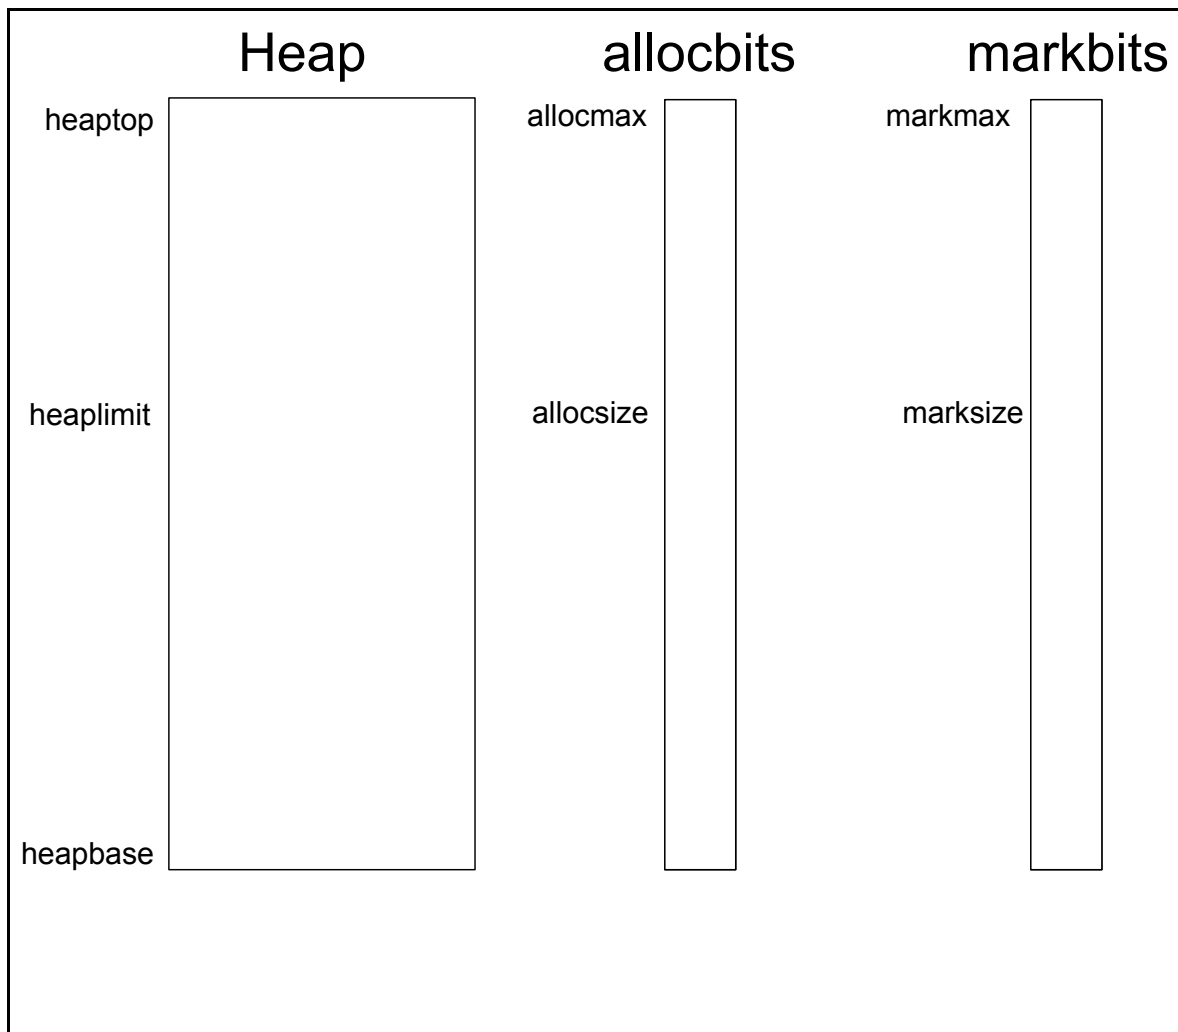 Heap allocbits markbits
heaptop allocmax markmax
heaplimit allocsize marksize
heapbase